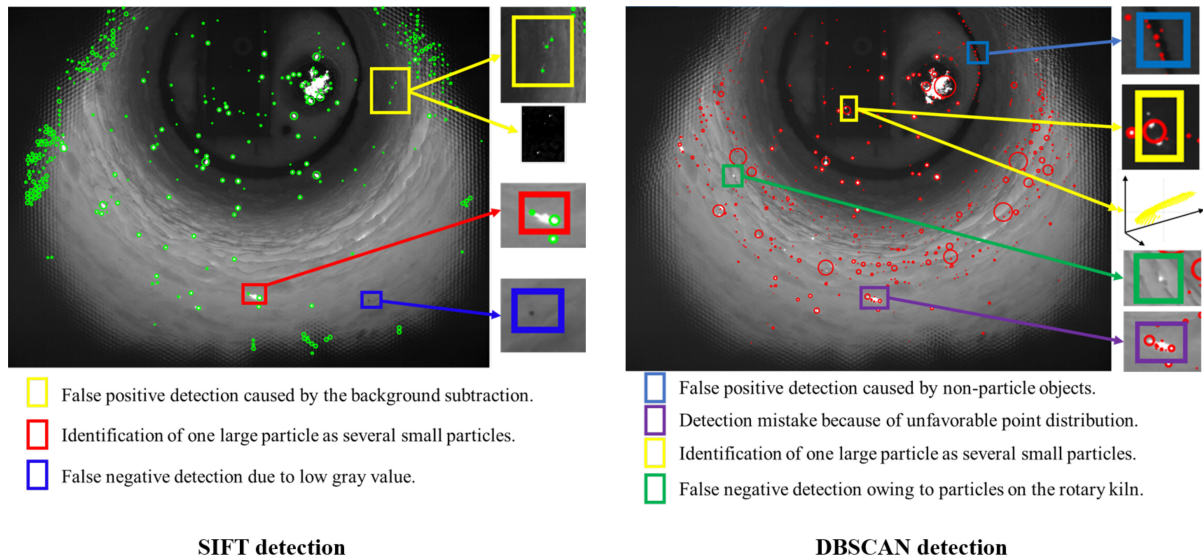 False positive detection caused by the background subtraction.
Identification of one large particle as several small particles.
False negative detection due to low gray value.
SIFT detection
False positive detection caused by non-particle objects.
Detection mistake because of unfavorable point distribution.
Identification of one large particle as several small particles.
False negative detection owing to particles on the rotary kiln.
DBSCAN detection